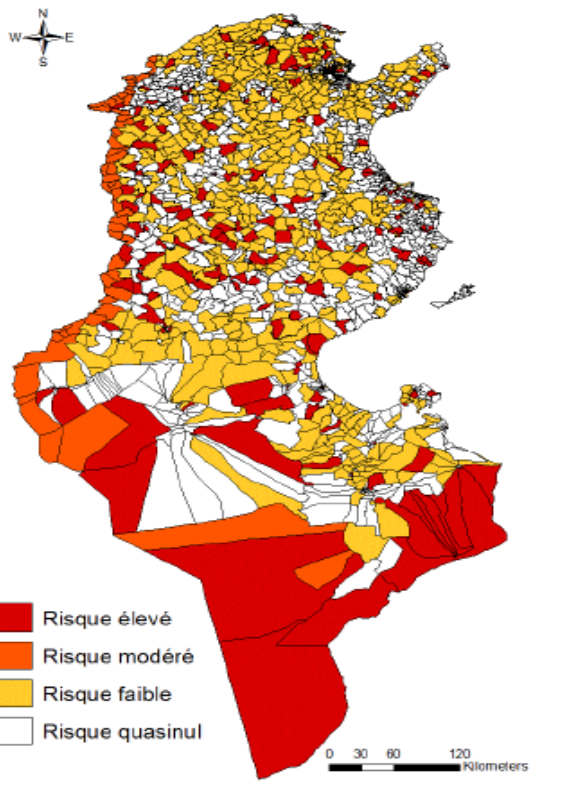 N
W E
S
Risque élevé
Risque modéré
Risque faible
Risque quasinul
0 30 60 120
Kilometers